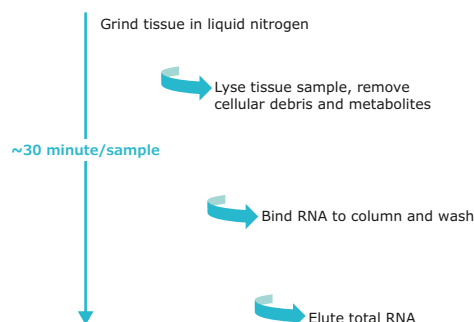 Grind tissue in liquid nitrogen
Lyse tissue sample, remove
cellular debris and metabolites
~30 minute/sample
Bind RNA to column and wash
Elute total RNA